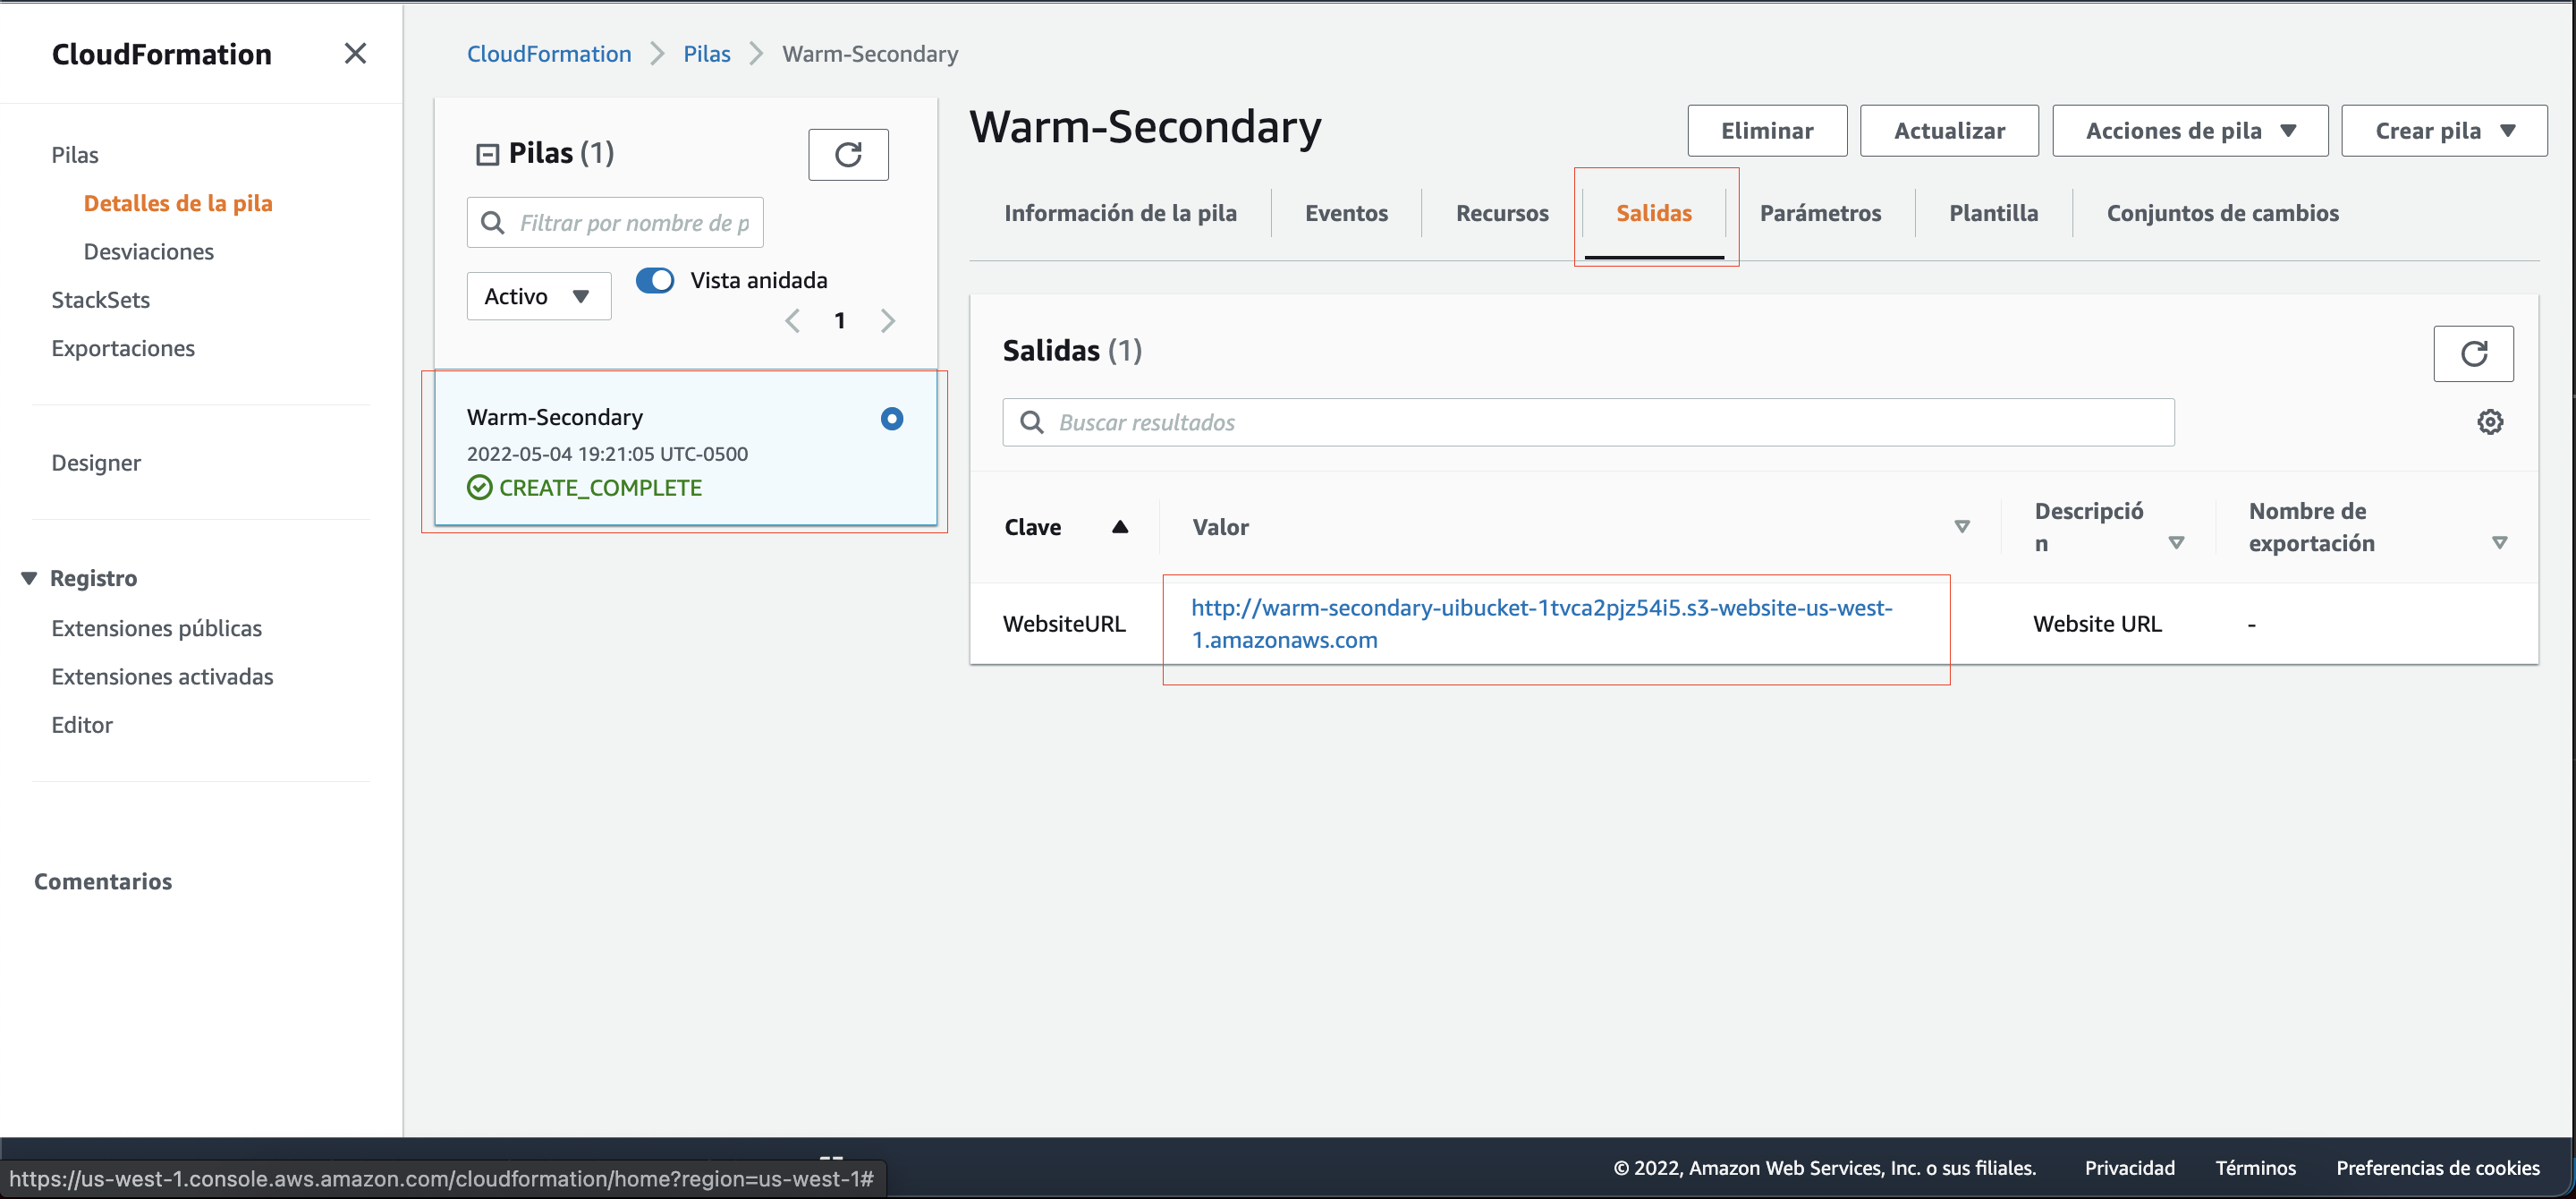 CloudFormation
Pilas
Detalles de la pila
Desviaciones
StackSets
Exportaciones
Designer
Registro
Extensiones públicas
Extensiones activadas
Editor
Comentarios
CloudFormation > Pilas > Warm-Secondary
Pilas (1)
Filtrar por nombre de p
Activo
Vista anidada
1
Warm-Secondary
2022-05-04 19:21:05 UTC-0500
CREATE_COMPLETE
Warm-Secondary
Eliminar
Actualizar
Acciones de pila
Crear pila
Información de la pila
Eventos
Recursos
Salidas
Parámetros
Plantilla
Conjuntos de cambios
Salidas (1)
Buscar resultados
Clave
Valor
Descripció
n
Nombre de
exportación
WebsiteURL
http://warm-secondary-uibucket-1tvca2pjz54i5.s3-website-us-west-
1.amazonaws.com
Website URL
-
https://us-west-1.console.aws.amazon.com/cloudformation/home?region=us-west-1#
© 2022, Amazon Web Services, Inc. o sus filiales.
Privacidad
Términos
Preferencias de cookies